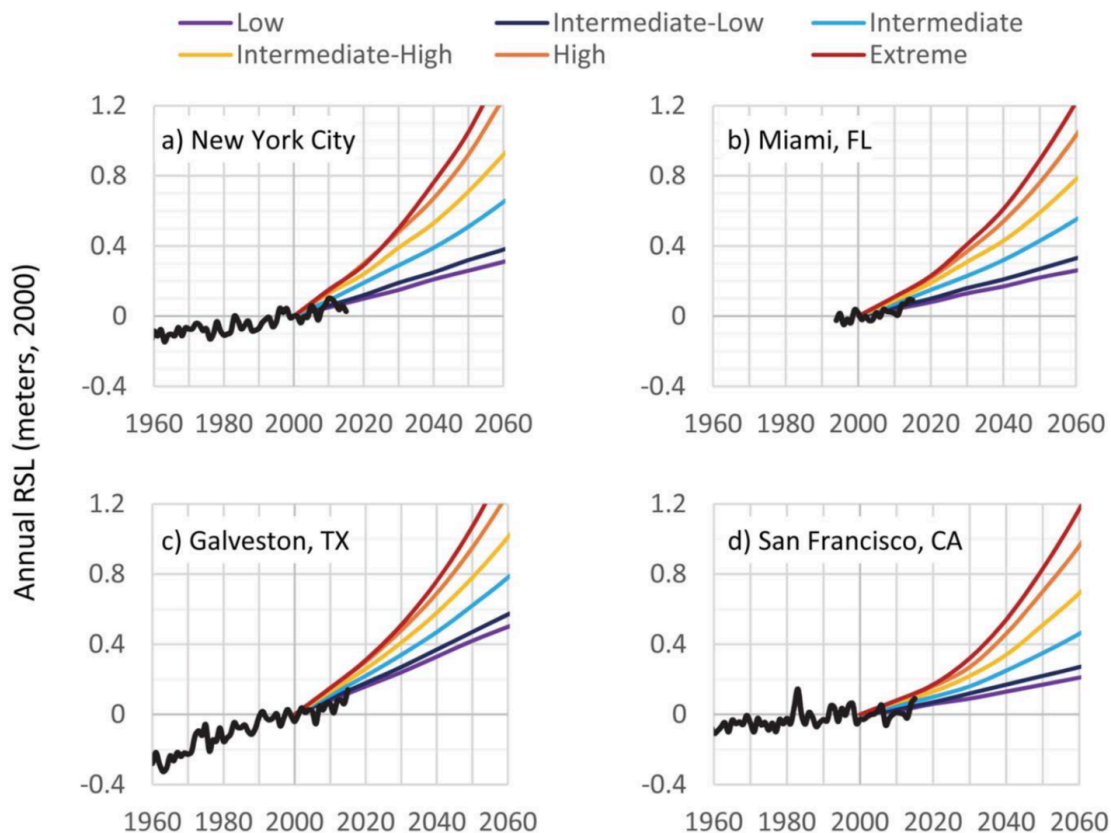 Low Intermediate-Low Intermediate
Intermediate-High High Extreme
Annual RSL (meters, 2000)
a) New York City
1.2
0.8
0.4
0
-0.4
1960 1980 2000 2020 2040 2060
b) Miami, FL
1.2
0.8
0.4
0
-0.4
1960 1980 2000 2020 2040 2060
c) Galveston, TX
1.2
0.8
0.4
0
-0.4
1960 1980 2000 2020 2040 2060
d) San Francisco, CA
1.2
0.8
0.4
0
-0.4
1960 1980 2000 2020 2040 2060